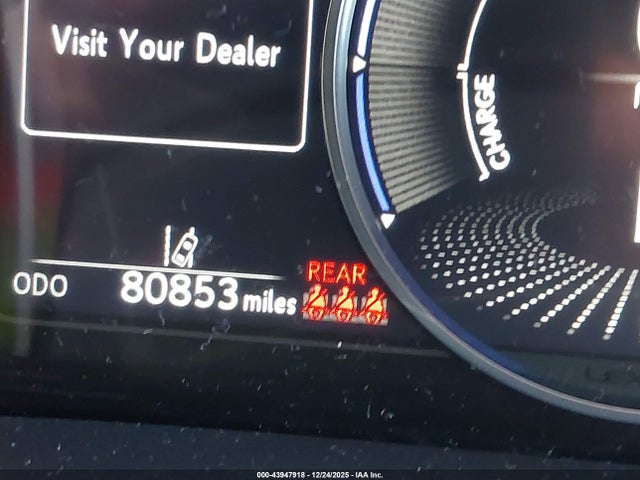 Visit Your Dealer
CHARGE
REAR
ODO 80853 miles
000-43947918 - 12/24/2025 - IAA Inc.